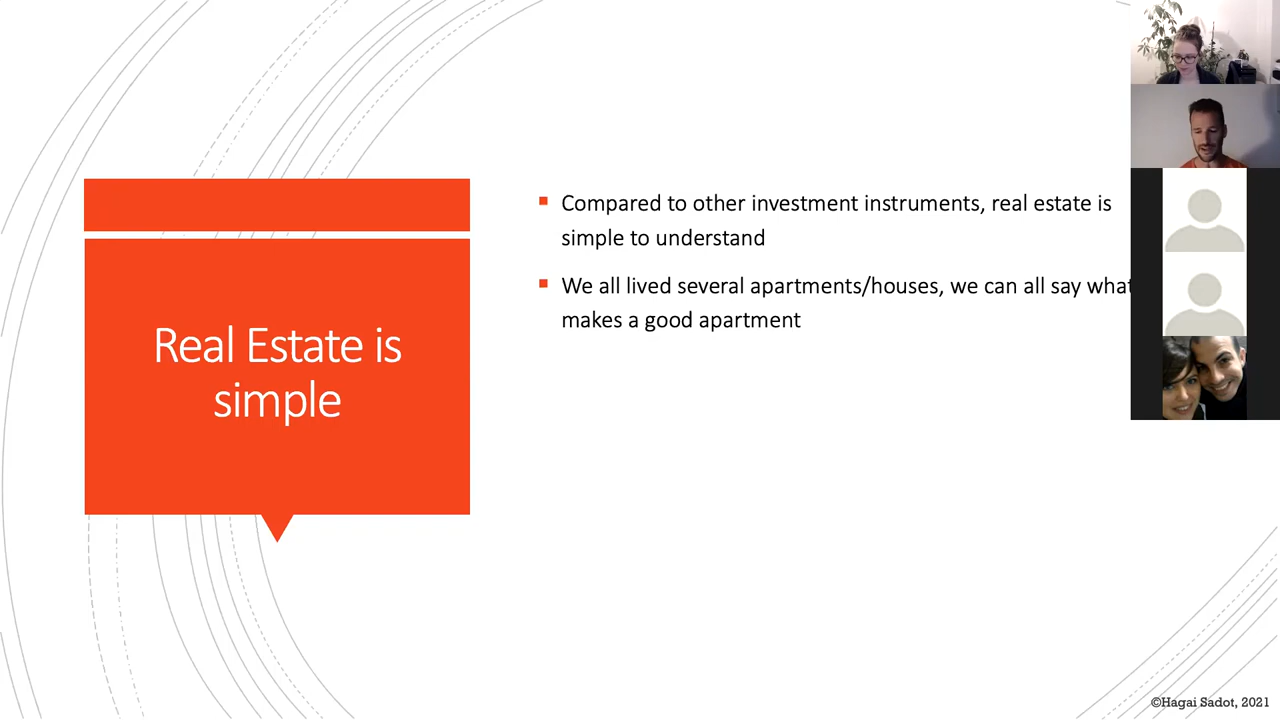 Real Estate is
simple
Compared to other investment instruments, real estate is
simple to understand
We all lived several apartments/houses, we can all say what
makes a good apartment
©Hagai Sadot, 2021